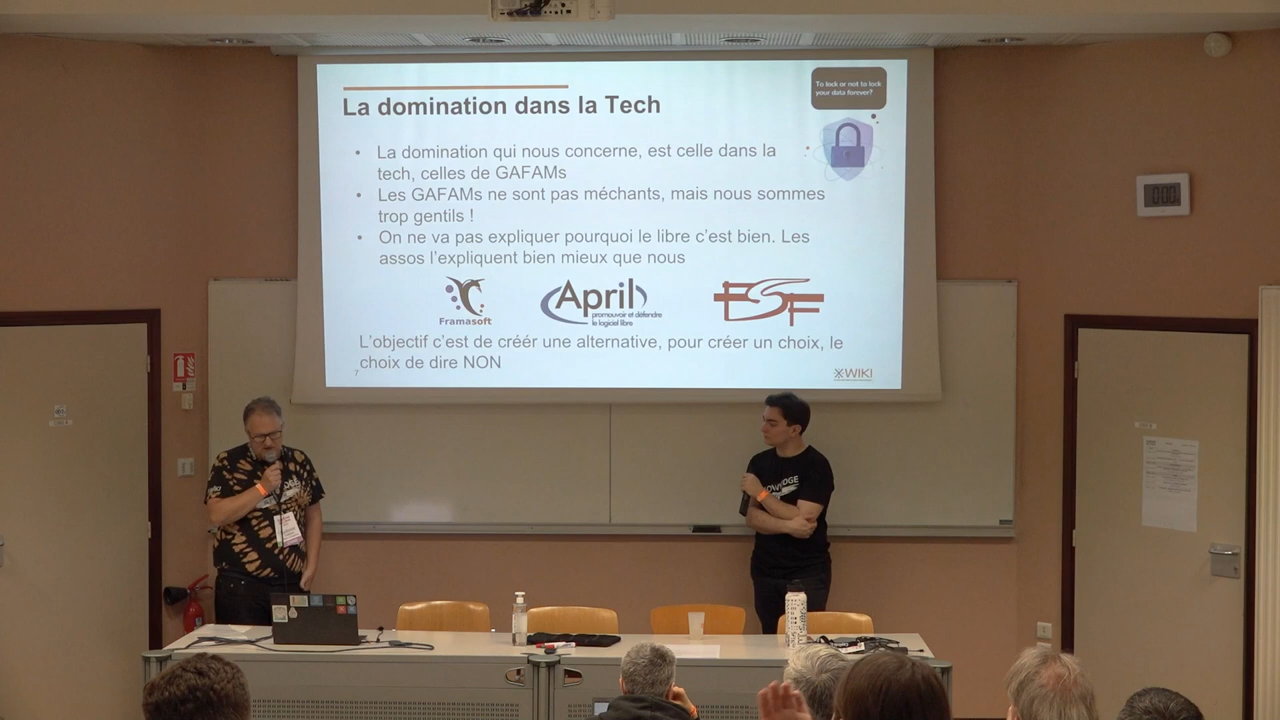 To lock or not to lock
your data forever?
La domination dans la Tech
• La domination qui nous concerne, est celle dans la
tech, celles de GAFAMs
• Les GAFAMs ne sont pas méchants, mais nous sommes
trop gentils !
• On ne va pas expliquer pourquoi le libre c’est bien. Les
assos l’expliquent bien mieux que nous
Framasoft
April
promouvoir et défendre
le logiciel libre
FSF
L’objectif c’est de créér une alternative, pour créer un choix, le
choix de dire NON
7
XWIKI